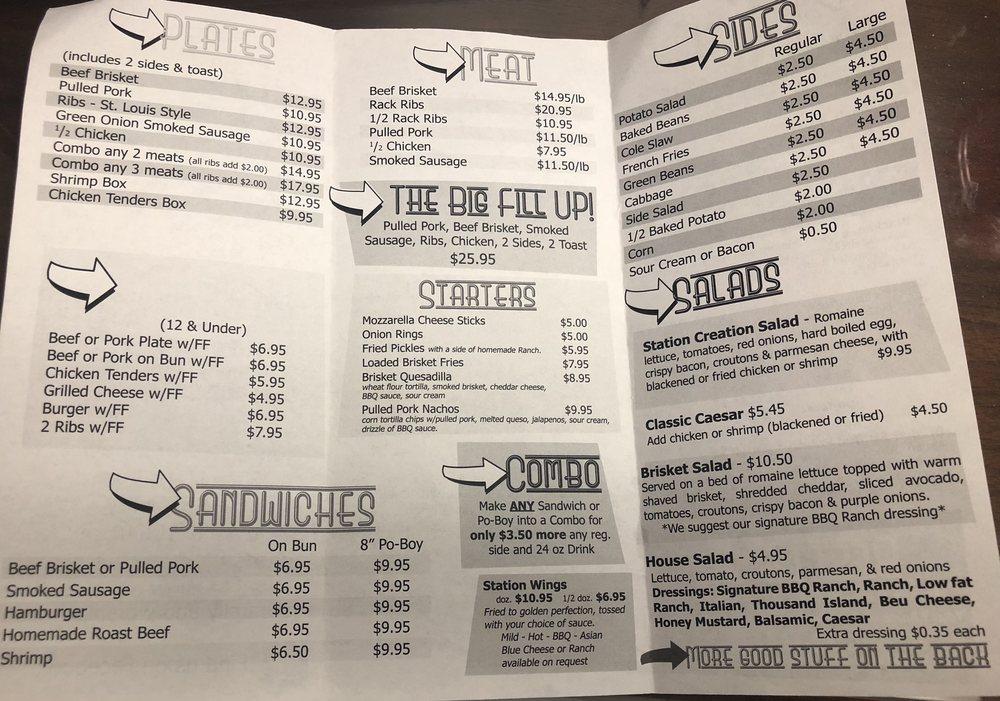 PLATES
(includes 2 sides & toast)
Beef Brisket $12.95
Pulled Pork $10.95
Ribs - St. Louis Style $12.95
Green Onion Smoked Sausage $10.95
½ Chicken $10.95
Combo any 2 meats (all ribs add $2.00) $14.95
Combo any 3 meats (all ribs add $2.00) $17.95
Shrimp Box $12.95
Chicken Tenders Box $9.95
(12 & Under)
Beef or Pork Plate w/FF $6.95
Beef or Pork on Bun w/FF $6.95
Chicken Tenders w/FF $5.95
Grilled Cheese w/FF $4.95
Burger w/FF $6.95
2 Ribs w/FF $7.95
SANDWICHES
On Bun 8” Po-Boy
Beef Brisket or Pulled Pork $6.95 $9.95
Smoked Sausage $6.95 $9.95
Hamburger $6.95 $9.95
Homemade Roast Beef $6.95 $9.95
Shrimp $6.50 $9.95
MEAT
Beef Brisket $14.95/lb
Rack Ribs $20.95
1/2 Rack Ribs $10.95
Pulled Pork $11.50/lb
½ Chicken $7.95
Smoked Sausage $11.50/lb
THE BIG FILL UP!
Pulled Pork, Beef Brisket, Smoked
Sausage, Ribs, Chicken, 2 Sides, 2 Toast
$25.95
STARTERS
Mozzarella Cheese Sticks $5.00
Onion Rings $5.00
Fried Pickles with a side of homemade Ranch. $5.95
Loaded Brisket Fries $7.95
Brisket Quesadilla $8.95
wheat flour tortilla, smoked brisket, cheddar cheese,
BBQ sauce, sour cream
Pulled Pork Nachos $9.95
corn tortilla chips w/pulled pork, melted queso, jalapenos, sour cream,
drizzle of BBQ sauce.
COMBO
Make ANY Sandwich or
Po-Boy into a Combo for
only $3.50 more any reg.
side and 24 oz Drink
Station Wings
doz. $10.95 1/2 doz. $6.95
Fried to golden perfection, tossed
with your choice of sauce.
Mild - Hot - BBQ - Asian
Blue Cheese or Ranch
available on request
SIDES
Regular Large
Potato Salad $2.50 $4.50
Baked Beans $2.50 $4.50
Cole Slaw $2.50 $4.50
French Fries $2.50 $4.50
Green Beans $2.50 $4.50
Cabbage $2.50 $4.50
Side Salad $2.50
1/2 Baked Potato $2.00
Corn $2.00
Sour Cream or Bacon $0.50
SALADS
Station Creation Salad - Romaine
lettuce, tomatoes, red onions, hard boiled egg,
crispy bacon, croutons & parmesan cheese, with
blackened or fried chicken or shrimp $9.95
Classic Caesar $5.45
Add chicken or shrimp (blackened or fried) $4.50
Brisket Salad - $10.50
Served on a bed of romaine lettuce topped with warm
shaved brisket, shredded cheddar, sliced avocado,
tomatoes, croutons, crispy bacon & purple onions.
*We suggest our signature BBQ Ranch dressing*
House Salad - $4.95
Lettuce, tomato, croutons, parmesan, & red onions
Dressings: Signature BBQ Ranch, Ranch, Low fat
Ranch, Italian, Thousand Island, Beu Cheese,
Honey Mustard, Balsamic, Caesar
Extra dressing $0.35 each
MORE GOOD STUFF ON THE BACK